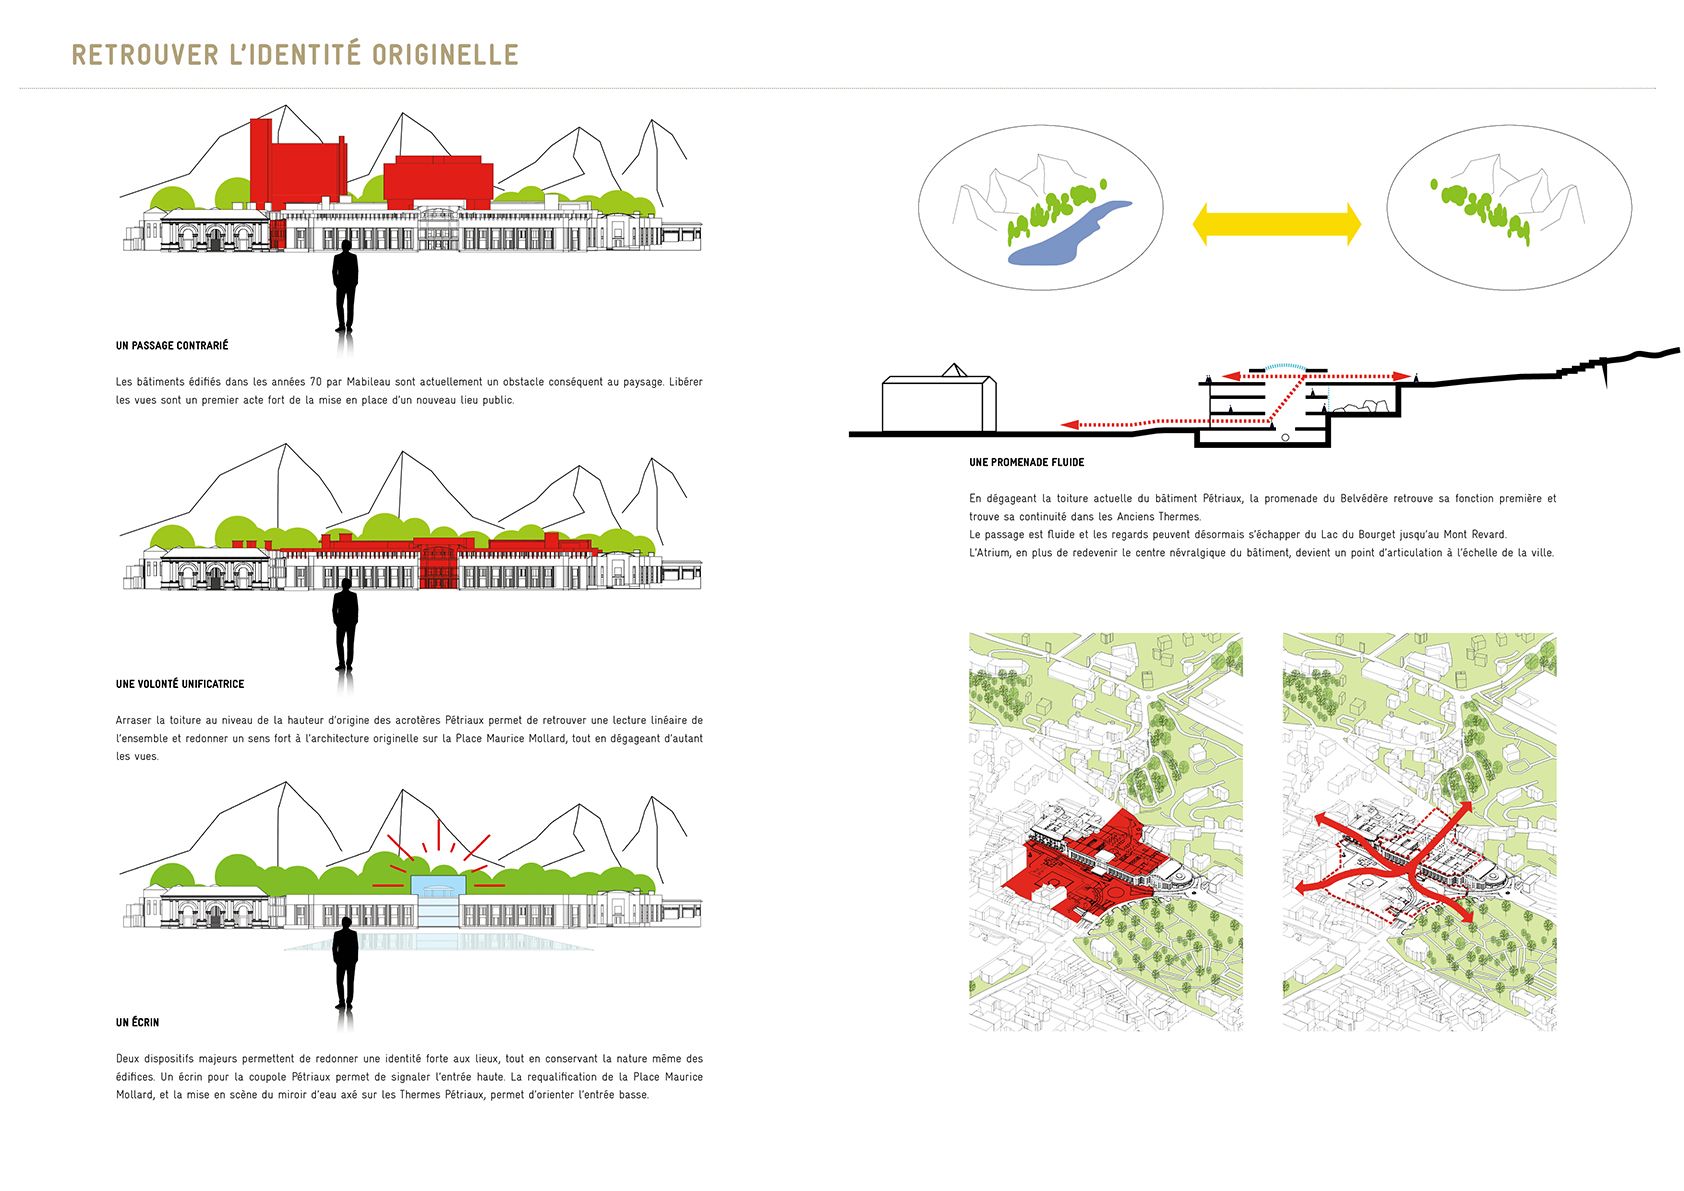 RETROUVER L'IDENTITÉ ORIGINELLE
UN PASSAGE CONTRARIÉ
Les bâtiments édifiés dans les années 70 par Mabileau sont actuellement un obstacle conséquent au paysage. Libérer
les vues sont un premier acte fort de la mise en place d'un nouveau lieu public.
UNE VOLONTÉ UNIFICATRICE
Arraser la toiture au niveau de la hauteur d'origine des acrotères Pétriaux permet de retrouver une lecture linéaire de
l'ensemble et redonner un sens fort à l'architecture originelle sur la Place Maurice Mollard, tout en dégageant d'autant
les vues.
UN ÉCRIN
Deux dispositifs majeurs permettent de redonner une identité forte aux lieux, tout en conservant la nature même des
édifices. Un écrin pour la coupole Pétriaux permet de signaler l'entrée haute. La requalification de la Place Maurice
Mollard, et la mise en scène du miroir d'eau axé sur les Thermes Pétriaux, permet d'orienter l'entrée basse.
UNE PROMENADE FLUIDE
En dégageant la toiture actuelle du bâtiment Pétriaux, la promenade du Belvédère retrouve sa fonction première et
trouve sa continuité dans les Anciens Thermes.
Le passage est fluide et les regards peuvent désormais s'échapper du Lac du Bourget jusqu'au Mont Revard.
L'Atrium, en plus de redevenir le centre névralgique du bâtiment, devient un point d'articulation à l'échelle de la ville.